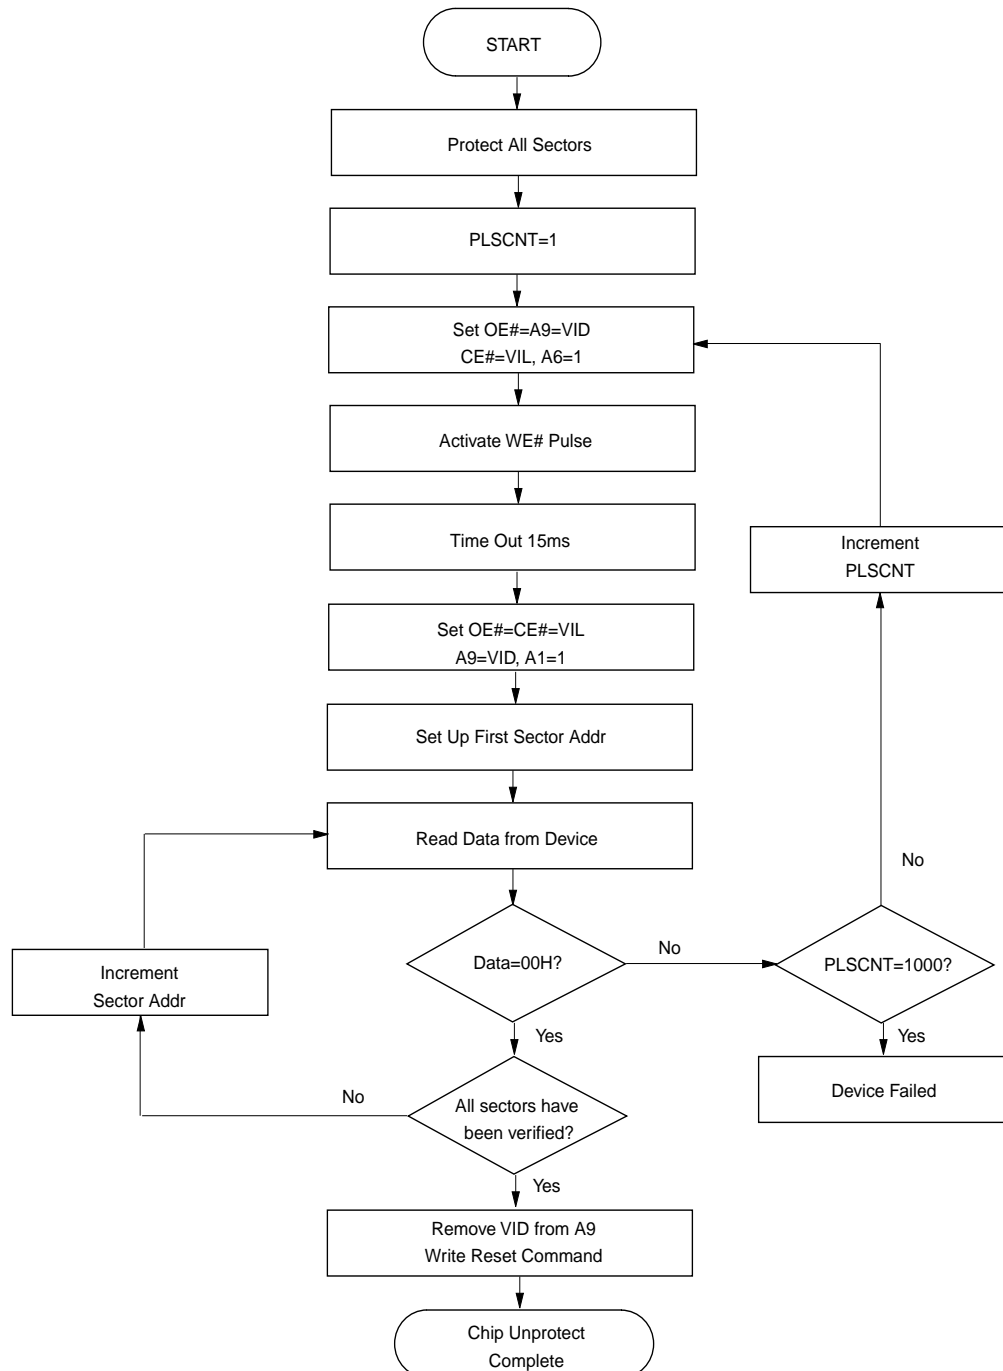 START
Protect All Sectors
PLSCNT=1
Set OE#=A9=VID
CE#=VIL, A6=1
Activate WE# Pulse
Time Out 15ms
Increment
PLSCNT
Set OE#=CE#=VIL
A9=VID, A1=1
Set Up First Sector Addr
Read Data from Device
No
Data=00H?
No
PLSCNT=1000?
Increment
Sector Addr
Yes
Yes
Device Failed
No
All sectors have
been verified?
Yes
Remove VID from A9
Write Reset Command
Chip Unprotect
Complete